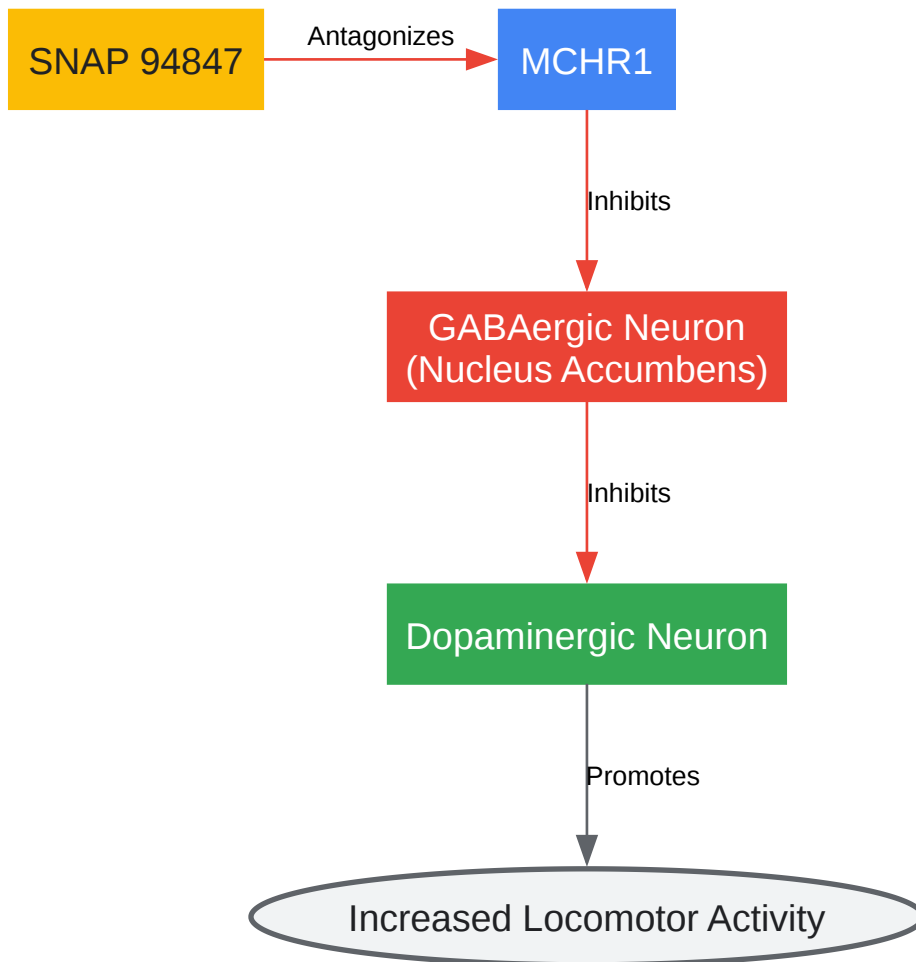 SNAP 94847
Antagonizes
MCHR1
Inhibits
GABAergic Neuron
(Nucleus Accumbens)
Inhibits
Dopaminergic Neuron
Promotes
Increased Locomotor Activity